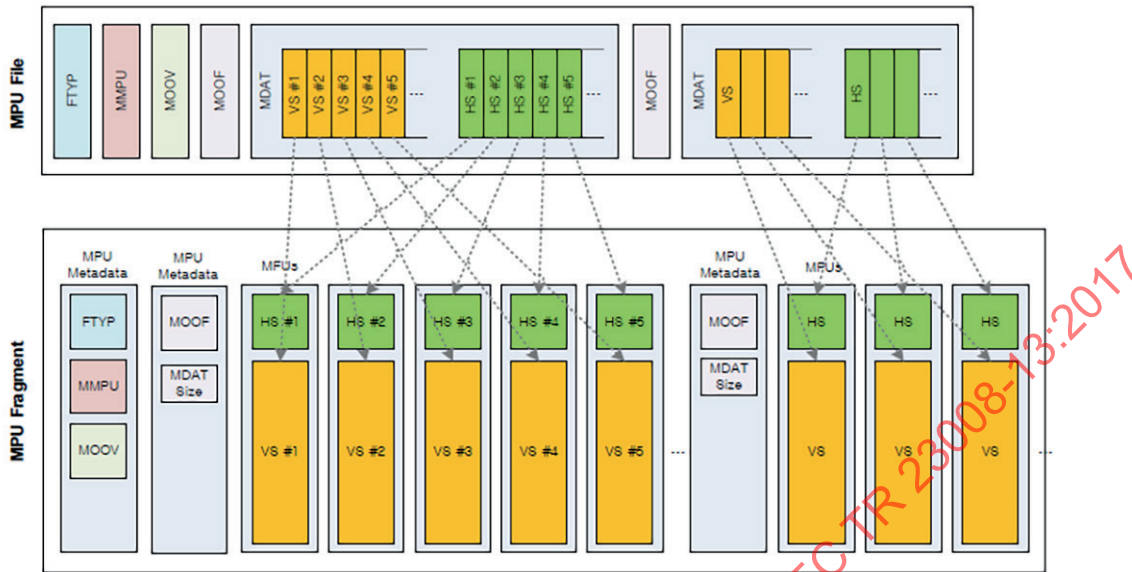 MPU File
FTYP
MMPU
MOOV
MOOF
MDAT
VS #1
VS #2
VS #3
VS #4
VS #5
...
HS #1
HS #2
HS #3
HS #4
HS #5
...
MOOF
MDAT
VS
...
HS
...
MPU Fragment
MPU
Metadata
FTYP
MMPU
MOOV
MPU
Metadata
MOOF
MDAT
Size
MFUs
HS #1
HS #2
HS #3
HS #4
HS #5
VS #1
VS #2
VS #3
VS #4
VS #5
...
MPU
Metadata
MOOF
MDAT
Size
MFUs
HS
HS
HS
VS
VS
VS
...
TR 23008-13:2017